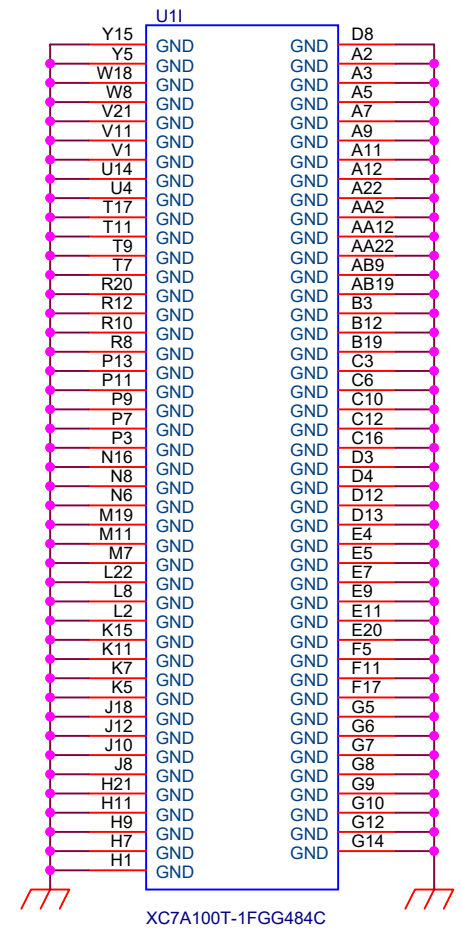 U1I
Y15 GND GND D8
Y5 GND GND A2
W18 GND GND A3
W8 GND GND A5
V21 GND GND A7
V11 GND GND A9
V1 GND GND A11
U14 GND GND A12
U4 GND GND A22
T17 GND GND AA2
T11 GND GND AA12
T9 GND GND AA22
T7 GND GND AB9
R20 GND GND AB19
R12 GND GND B3
R10 GND GND B12
R8 GND GND B19
P13 GND GND C3
P11 GND GND C6
P9 GND GND C10
P7 GND GND C12
P3 GND GND C16
N16 GND GND D3
N8 GND GND D4
N6 GND GND D12
M19 GND GND D13
M11 GND GND E4
M7 GND GND E5
L22 GND GND E7
L8 GND GND E9
L2 GND GND E11
K15 GND GND E20
K11 GND GND F5
K7 GND GND F11
K5 GND GND F17
J18 GND GND G5
J12 GND GND G6
J10 GND GND G7
J8 GND GND G8
H21 GND GND G9
H11 GND GND G10
H9 GND GND G12
H7 GND GND G14
H1 GND
XC7A100T-1FGG484C